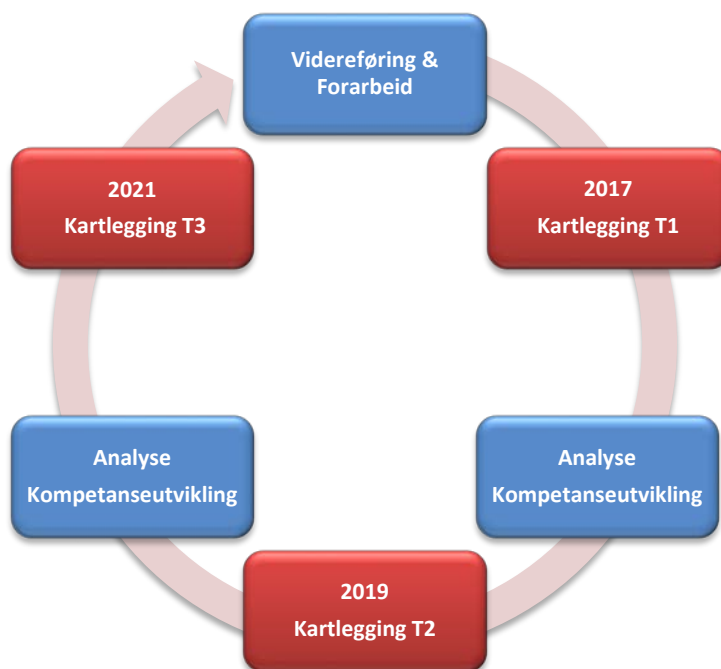 Videreføring &
Forarbeid
2017
Kartlegging T1
Analyse
Kompetanseutvikling
2019
Kartlegging T2
Analyse
Kompetanseutvikling
2021
Kartlegging T3